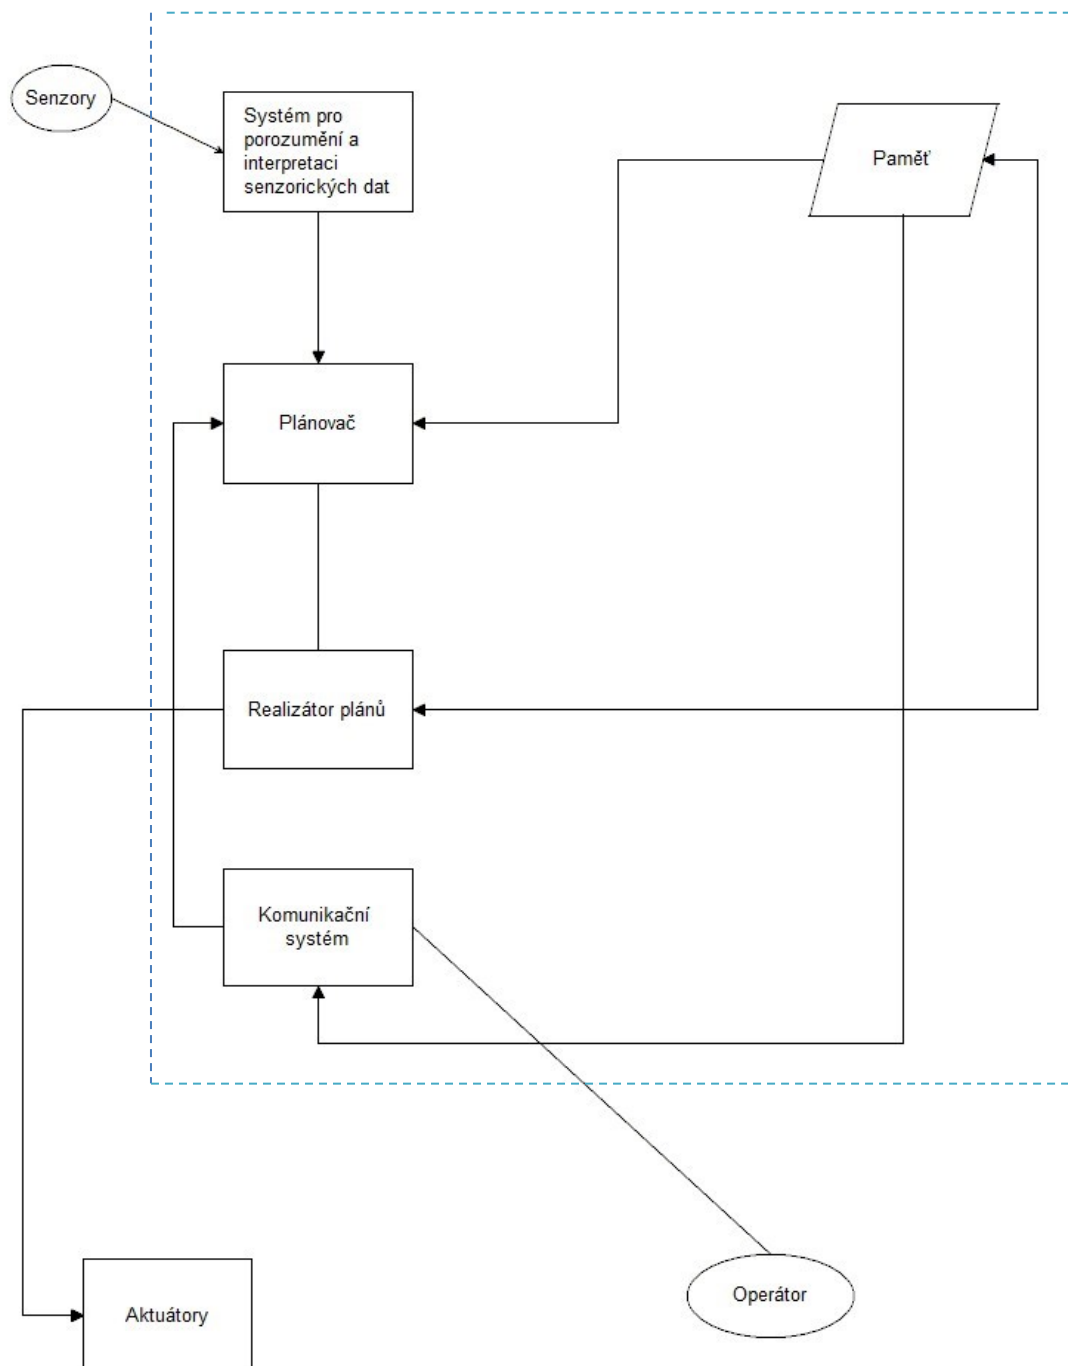 Senzory
Systém pro
porozumění a
interpretaci
senzorických dat
Paměť
Plánovač
Realizátor plánů
Komunikační
systém
Operátor
Aktuátory